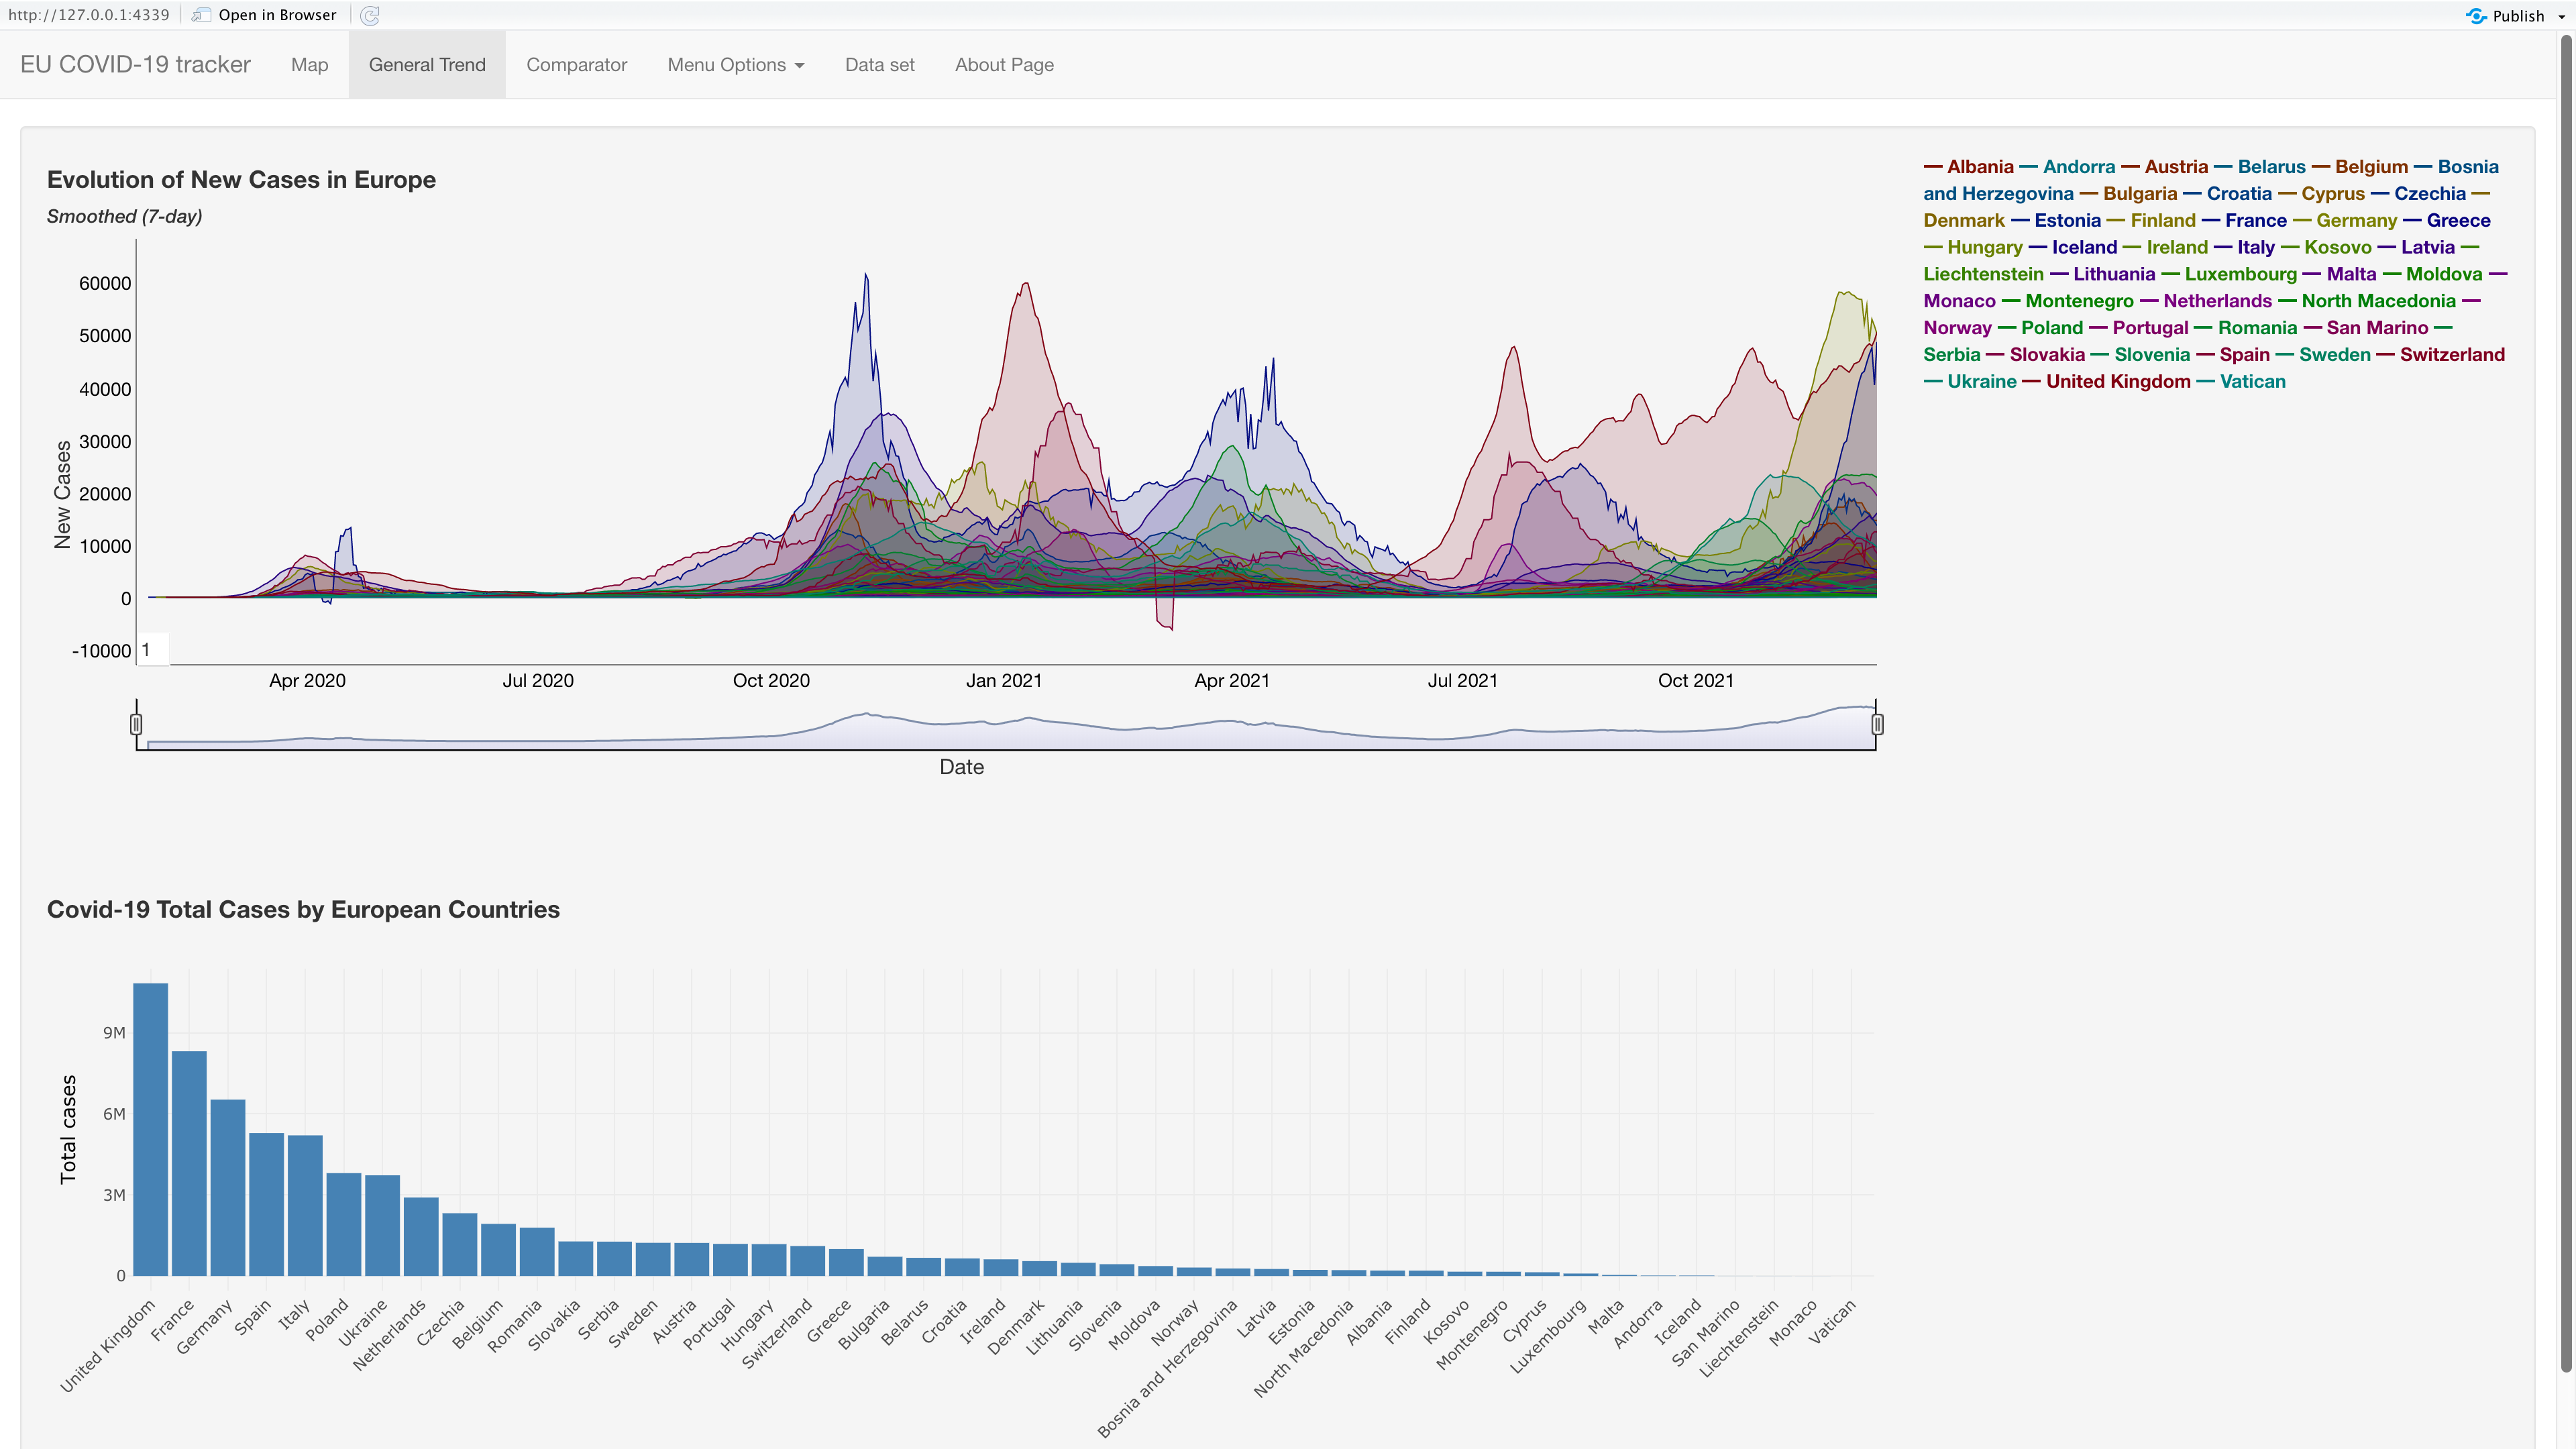 http://127.0.0.1:4339 Open in Browser Publish
EU COVID-19 tracker Map General Trend Comparator Menu Options Data set About Page
Evolution of New Cases in Europe
Smoothed (7-day)
— Albania — Andorra — Austria — Belarus — Belgium — Bosnia
and Herzegovina — Bulgaria — Croatia — Cyprus — Czechia —
Denmark — Estonia — Finland — France — Germany — Greece
— Hungary — Iceland — Ireland — Italy — Kosovo — Latvia —
Liechtenstein — Lithuania — Luxembourg — Malta — Moldova —
Monaco — Montenegro — Netherlands — North Macedonia —
Norway — Poland — Portugal — Romania — San Marino —
Serbia — Slovakia — Slovenia — Spain — Sweden — Switzerland
— Ukraine — United Kingdom — Vatican
New Cases
60000
50000
40000
30000
20000
10000
0
-10000
1
Apr 2020 Jul 2020 Oct 2020 Jan 2021 Apr 2021 Jul 2021 Oct 2021
Date
Covid-19 Total Cases by European Countries
Total cases
9M
6M
3M
0
United Kingdom
France
Germany
Spain
Italy
Poland
Ukraine
Netherlands
Czechia
Belgium
Romania
Slovakia
Serbia
Sweden
Austria
Portugal
Hungary
Switzerland
Greece
Bulgaria
Belarus
Croatia
Ireland
Denmark
Lithuania
Slovenia
Moldova
Norway
Bosnia and Herzegovina
Latvia
Estonia
North Macedonia
Albania
Finland
Kosovo
Montenegro
Cyprus
Luxembourg
Malta
Andorra
Iceland
San Marino
Liechtenstein
Monaco
Vatican